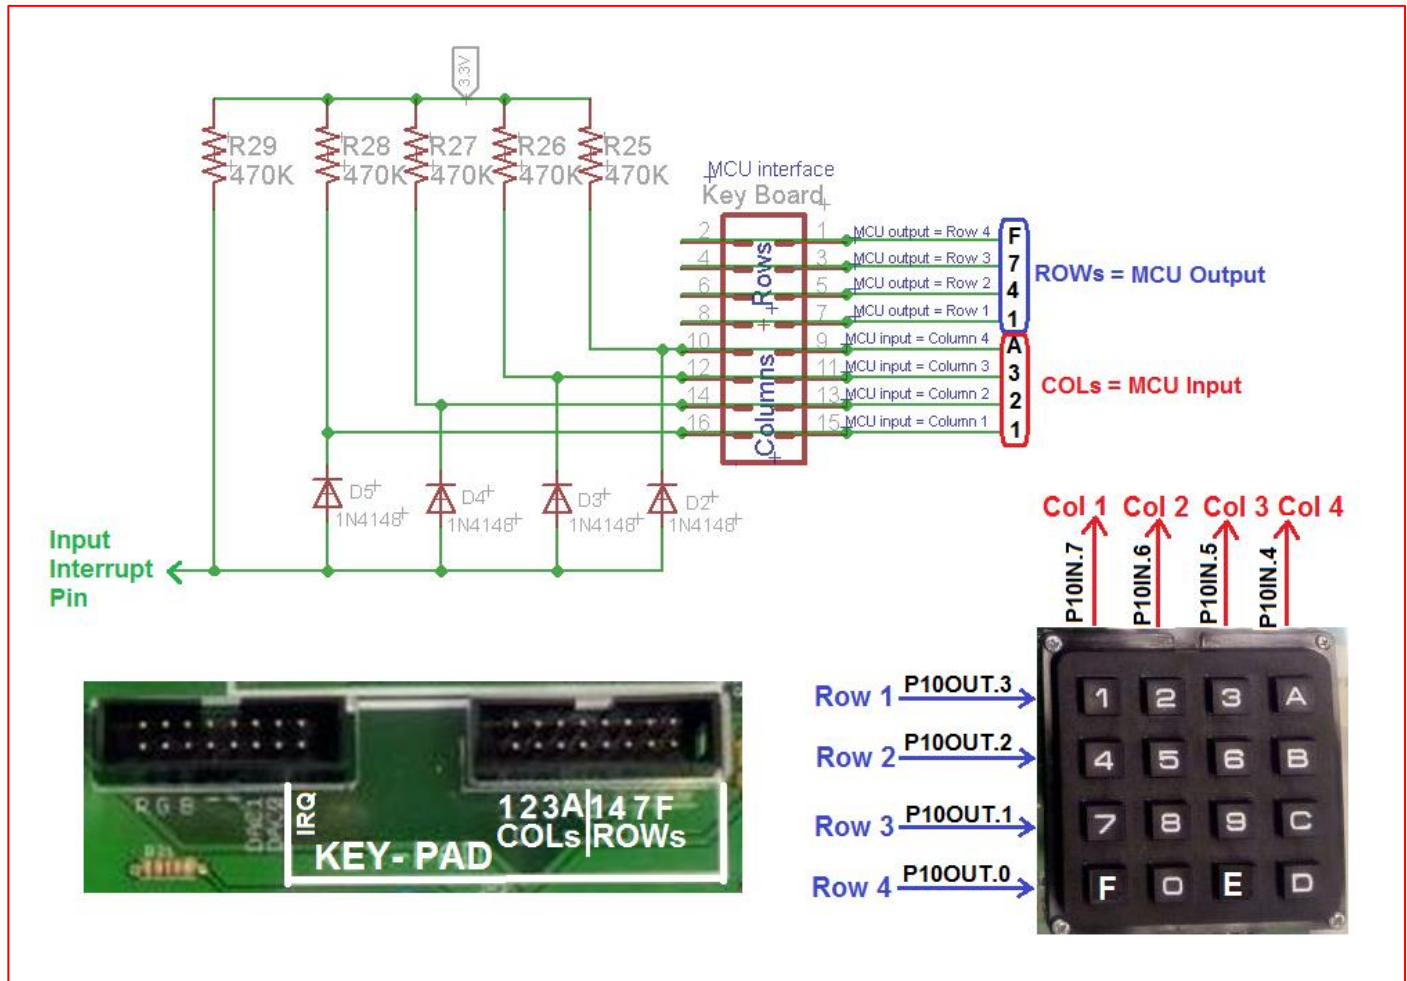 3.3V
R29
470K
R28
470K
R27
470K
R26
470K
R25
470K
MCU interface
Key Board
2 1 MCU output = Row 4 F
4 3 MCU output = Row 3 7
6 5 MCU output = Row 2 4
8 7 MCU output = Row 1 1
10 9 MCU input = Column 4 A
12 11 MCU input = Column 3 3
14 13 MCU input = Column 2 2
16 15 MCU input = Column 1 1
Rows
Columns
ROWs = MCU Output
COLs = MCU Input
D5
1N4148
D4
1N4148
D3
1N4148
D2
1N4148
Input
Interrupt
Pin
Col 1 Col 2 Col 3 Col 4
P10IN.7
P10IN.6
P10IN.5
P10IN.4
Row 1 P10OUT.3
Row 2 P10OUT.2
Row 3 P10OUT.1
Row 4 P10OUT.0
1 2 3 A
4 5 6 B
7 8 9 C
F 0 E D
R G B
DAC1
IRQ
123A|147F
COLs|ROWs
KEY- PAD